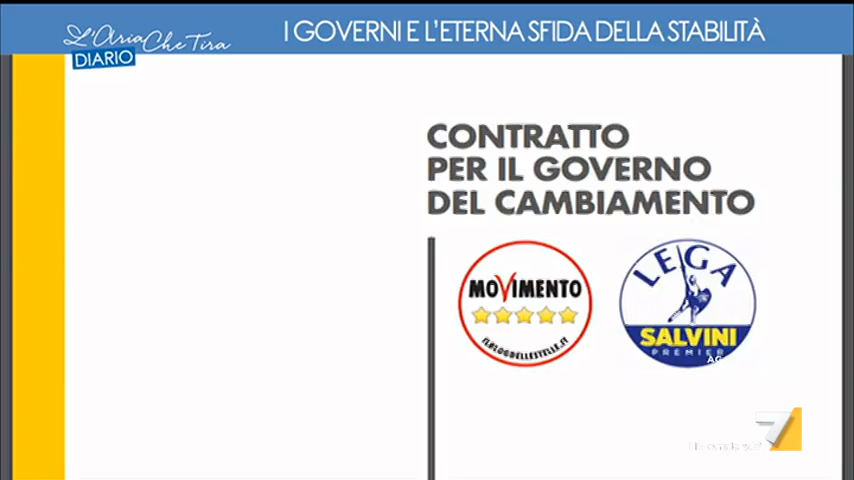 L'Aria Che Tira
DIARIO
I GOVERNI E L'ETERNA SFIDA DELLA STABILITÀ
CONTRATTO
PER IL GOVERNO
DEL CAMBIAMENTO
MOVIMENTO
ILBLOGDELLESTELLE.IT
LEGA
SALVINI
PREMIER
7